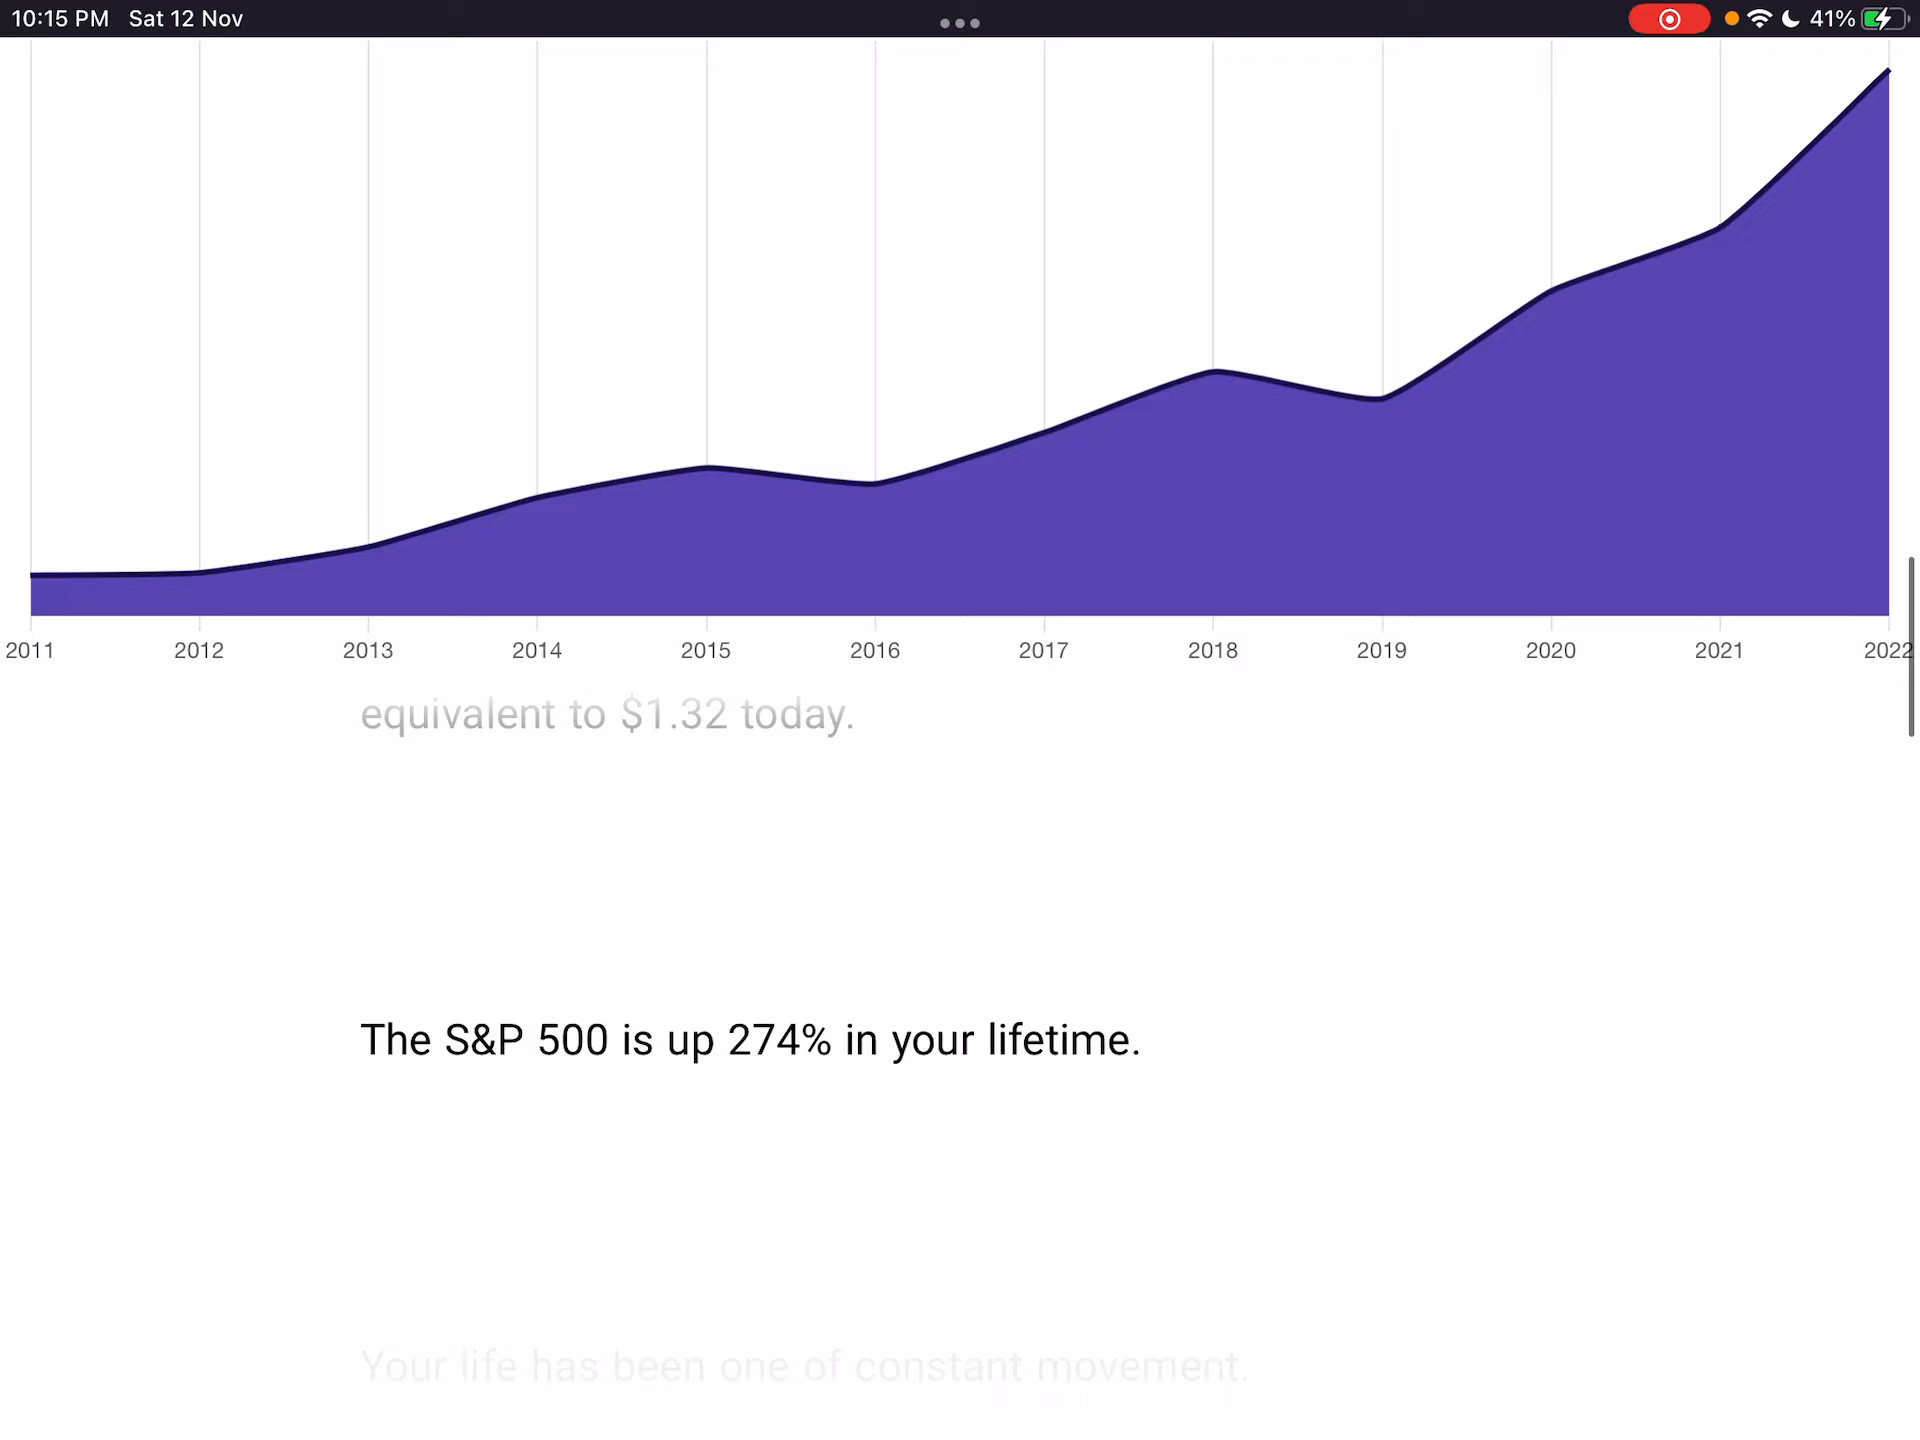 10:15 PM Sat 12 Nov 41%
2011 2012 2013 2014 2015 2016 2017 2018 2019 2020 2021 2022
equivalent to $1.32 today.
The S&P 500 is up 274% in your lifetime.
Your life has been one of constant movement.